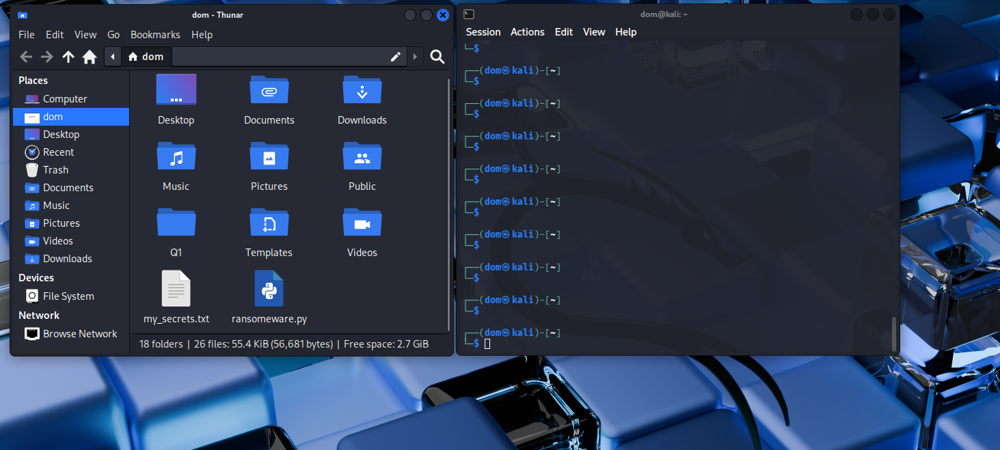 dom - Thunar
File Edit View Go Bookmarks Help
dom
Places
Computer
dom
Desktop
Recent
Trash
Documents
Music
Pictures
Videos
Downloads
Devices
File System
Network
Browse Network
Desktop Documents Downloads
Music Pictures Public
Q1 Templates Videos
my_secrets.txt ransomeware.py
18 folders | 26 files: 55.4 KiB (56,681 bytes) | Free space: 2.7 GiB
dom@kali: ~
Session Actions Edit View Help
└─$
┌──(dom㉿kali)-[~]
└─$
┌──(dom㉿kali)-[~]
└─$
┌──(dom㉿kali)-[~]
└─$
┌──(dom㉿kali)-[~]
└─$
┌──(dom㉿kali)-[~]
└─$
┌──(dom㉿kali)-[~]
└─$
┌──(dom㉿kali)-[~]
└─$
┌──(dom㉿kali)-[~]
└─$
┌──(dom㉿kali)-[~]
└─$